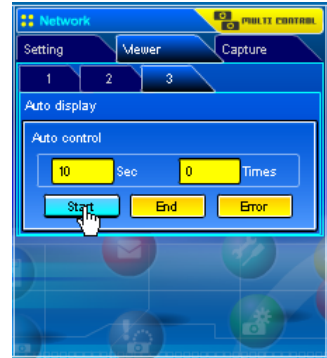 Network MULTI CONTROL
Setting Viewer Capture
1 2 3
Auto display
Auto control
10 Sec 0 Times
Start End Error